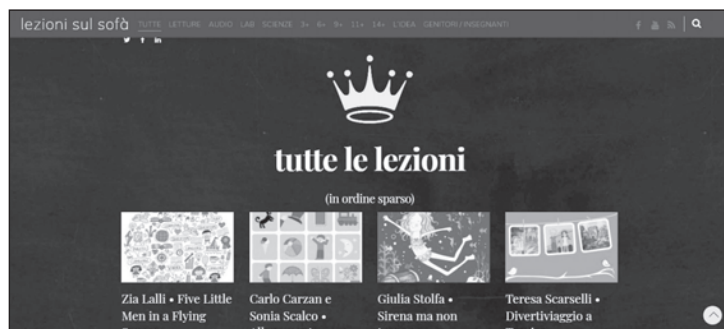 lezioni sul sofà TUTTE LETTURE AUDIO LAB SCIENZE 3+ 6+ 9+ 11+ 14+ L'IDEA GENITORI / INSEGNANTI
tutte le lezioni
(in ordine sparso)
Zia Lalli • Five Little
Men in a Flying
Carlo Carzan e
Sonia Scalco •
Giulia Stolfa •
Sirena ma non
Teresa Scarselli •
Divertiviaggio a